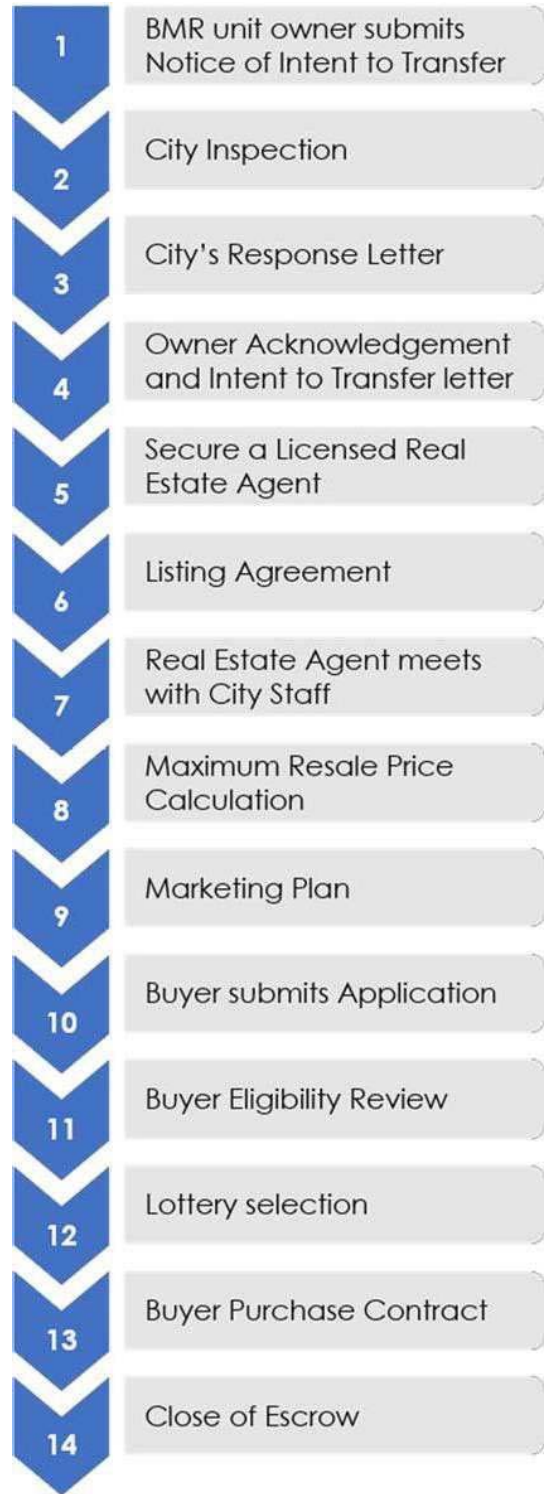 1
BMR unit owner submits
Notice of Intent to Transfer
2
City Inspection
3
City's Response Letter
4
Owner Acknowledgement
and Intent to Transfer letter
5
Secure a Licensed Real
Estate Agent
6
Listing Agreement
7
Real Estate Agent meets
with City Staff
8
Maximum Resale Price
Calculation
9
Marketing Plan
10
Buyer submits Application
11
Buyer Eligibility Review
12
Lottery selection
13
Buyer Purchase Contract
14
Close of Escrow